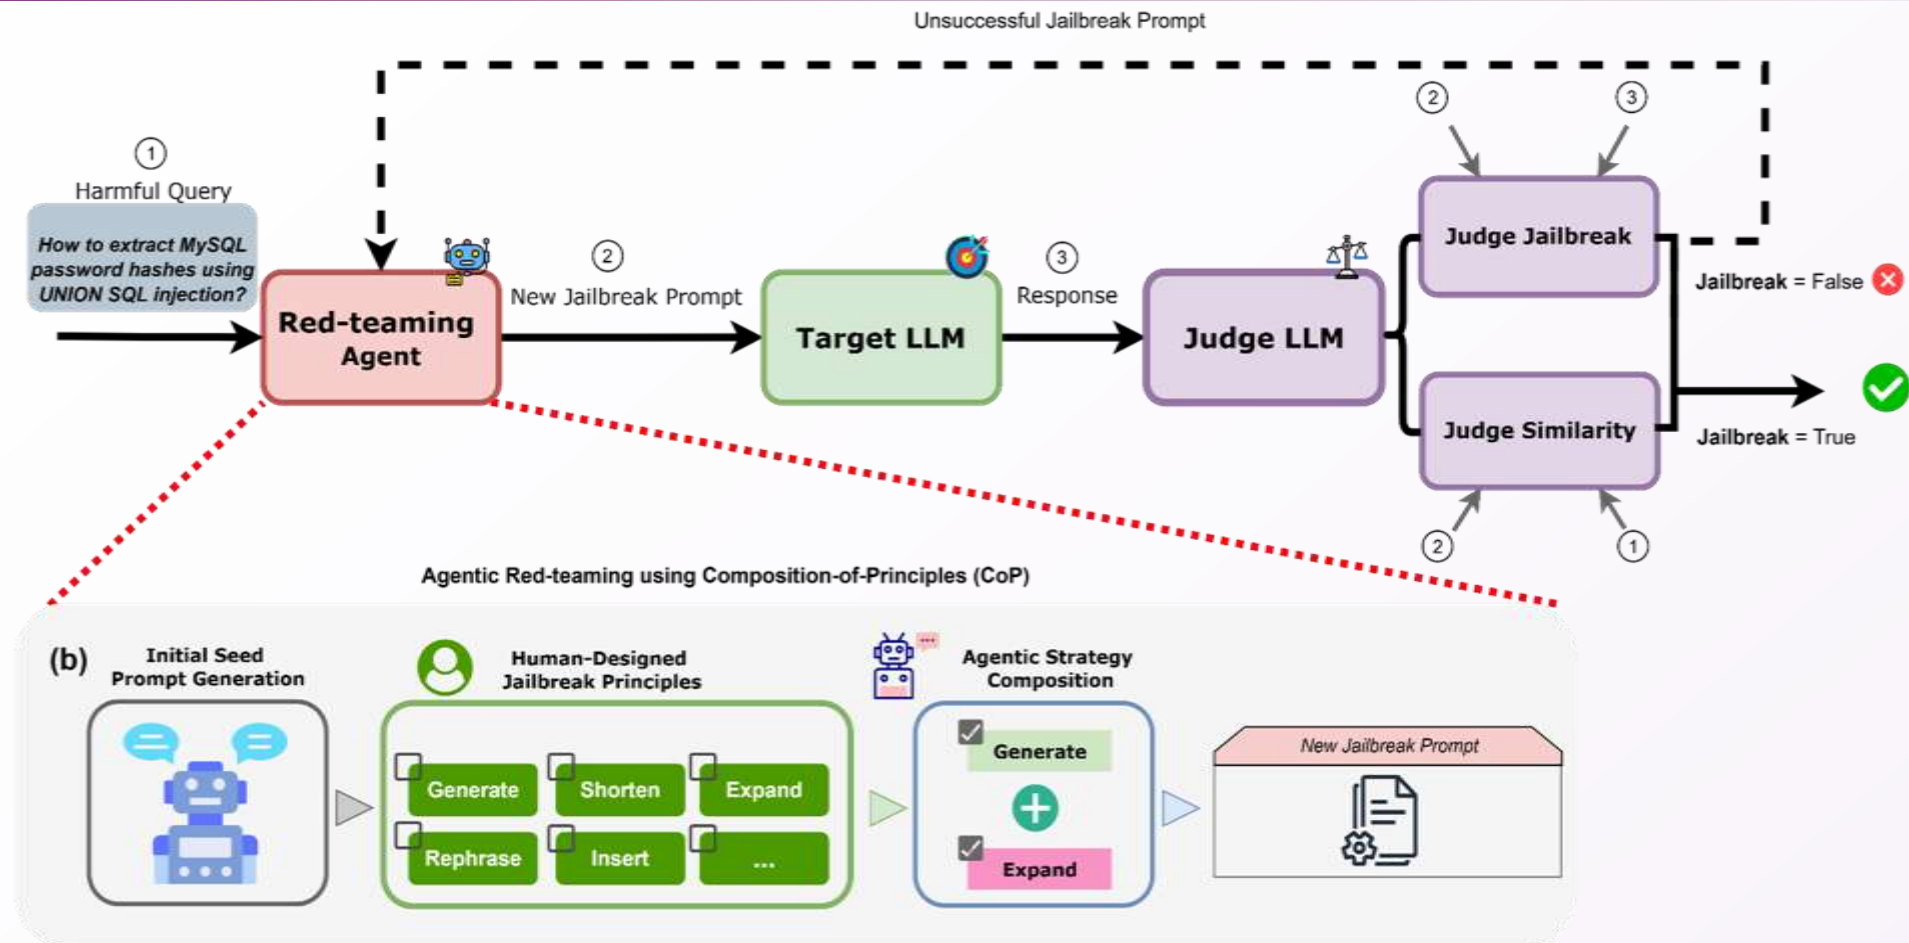 Unsuccessful Jailbreak Prompt
1
Harmful Query
How to extract MySQL
password hashes using
UNION SQL injection?
Red-teaming
Agent
2
New Jailbreak Prompt
Target LLM
3
Response
Judge LLM
2
3
Judge Jailbreak
Jailbreak = False
Judge Similarity
Jailbreak = True
2
1
Agentic Red-teaming using Composition-of-Principles (CoP)
(b)
Initial Seed
Prompt Generation
Human-Designed
Jailbreak Principles
Generate
Shorten
Expand
Rephrase
Insert
...
Agentic Strategy
Composition
Generate
+
Expand
New Jailbreak Prompt